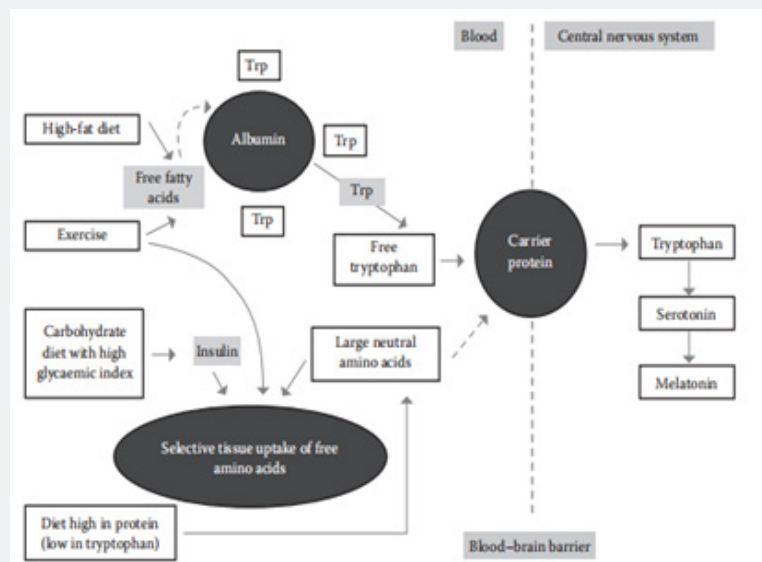 Blood
Central nervous system
Trp
High-fat diet
Albumin
Trp
Free fatty
acids
Trp
Trp
Exercise
Free
tryptophan
Carrier
protein
Tryptophan
Carbohydrate
diet with high
glycaemic index
Insulin
Large neutral
amino acids
Serotonin
Melatonin
Selective tissue uptake of free
amino acids
Diet high in protein
(low in tryptophan)
Blood–brain barrier